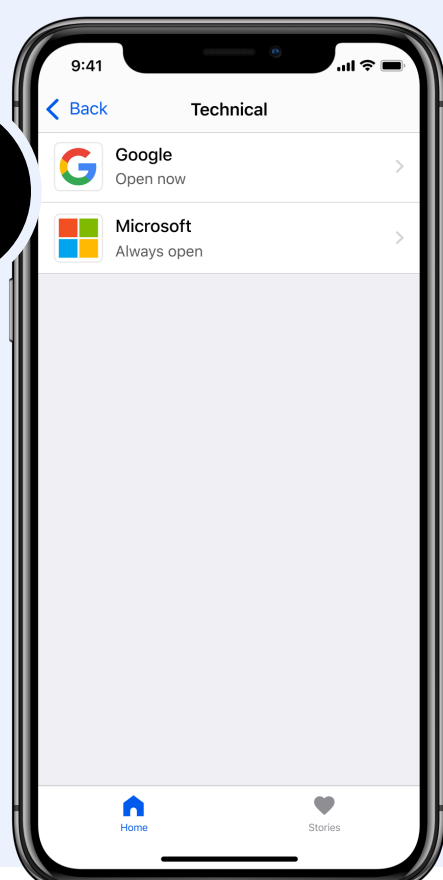 9:41
Back
Technical
Google
Open now
Microsoft
Always open
Home
Stories